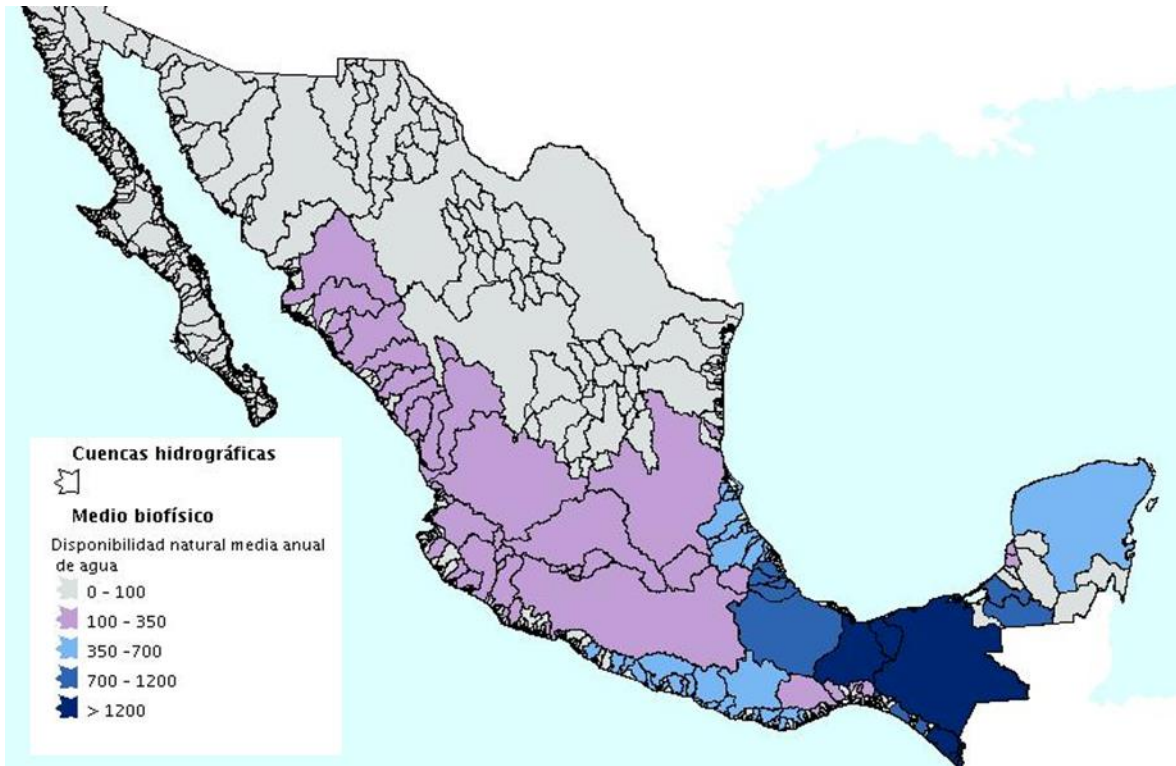 Cuencas hidrográficas
Medio biofísico
Disponibilidad natural media anual
de agua
0 - 100
100 - 350
350 -700
700 - 1200
> 1200